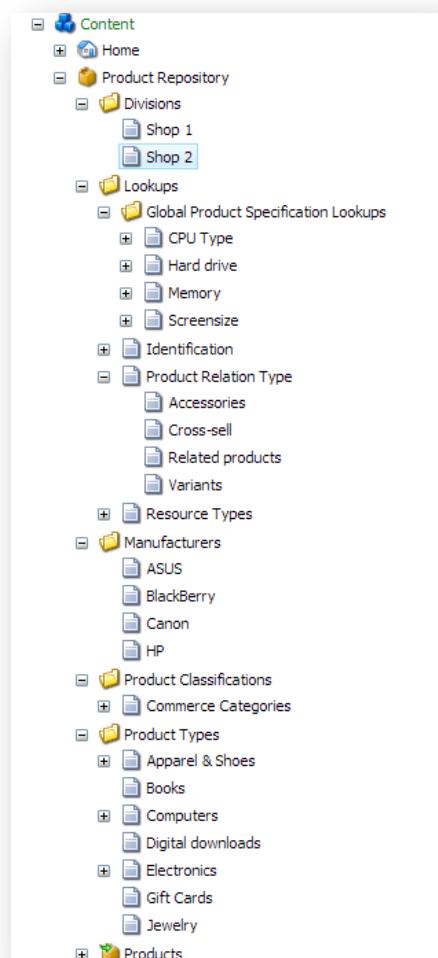 Content
Home
Product Repository
Divisions
Shop 1
Shop 2
Lookups
Global Product Specification Lookups
CPU Type
Hard drive
Memory
Screensize
Identification
Product Relation Type
Accessories
Cross-sell
Related products
Variants
Resource Types
Manufacturers
ASUS
BlackBerry
Canon
HP
Product Classifications
Commerce Categories
Product Types
Apparel & Shoes
Books
Computers
Digital downloads
Electronics
Gift Cards
Jewelry
Products